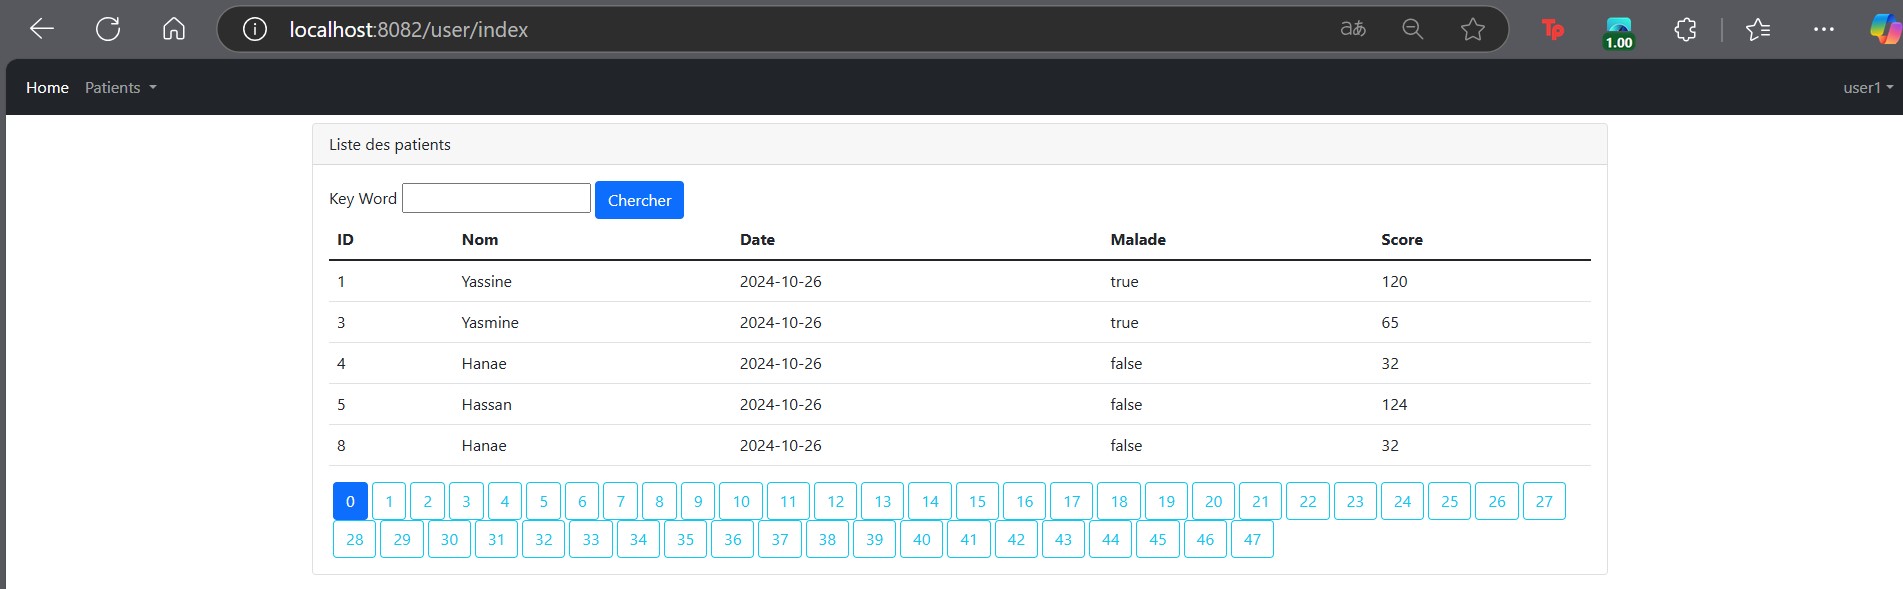 localhost:8082/user/index
aあ
Tp
1.00
Home Patients user1
Liste des patients
Key Word Chercher
ID Nom Date Malade Score
1 Yassine 2024-10-26 true 120
3 Yasmine 2024-10-26 true 65
4 Hanae 2024-10-26 false 32
5 Hassan 2024-10-26 false 124
8 Hanae 2024-10-26 false 32
0 1 2 3 4 5 6 7 8 9 10 11 12 13 14 15 16 17 18 19 20 21 22 23 24 25 26 27
28 29 30 31 32 33 34 35 36 37 38 39 40 41 42 43 44 45 46 47